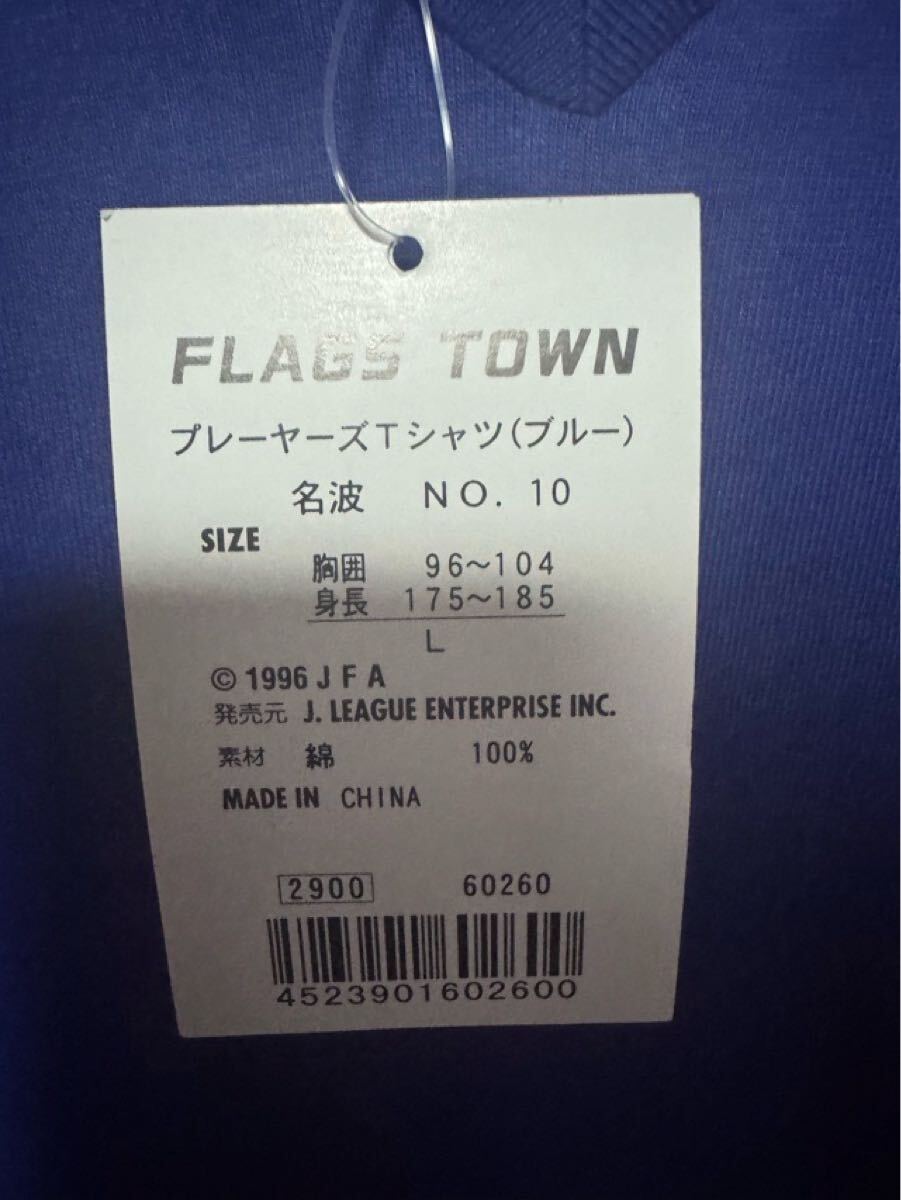 FLAGS TOWN
プレーヤーズTシャツ(ブルー)
名波 NO. 10
SIZE
胸囲 96~104
身長 175~185
L
© 1996 J F A
発売元 J. LEAGUE ENTERPRISE INC.
素材 綿 100%
MADE IN CHINA
2900 60260
4523901602600